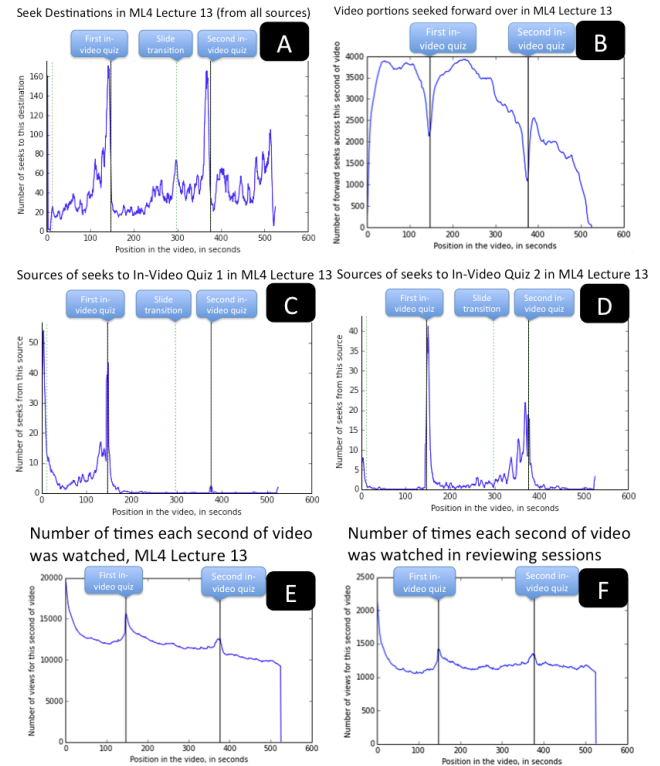 Seek Destinations in ML4 Lecture 13 (from all sources)
First in-
video quiz
Slide
transition
Second in-
video quiz
A
Number of seeks to this destination
160
140
120
100
80
60
40
20
0
0 100 200 300 400 500 600
Position in the video, in seconds
Video portions seeked forward over in ML4 Lecture 13
First in-
video quiz
Second in-
video quiz
B
Number of forward seeks across this second of video
4000
3500
3000
2500
2000
1500
1000
500
0
0 100 200 300 400 500 600
Position in the video, in seconds
Sources of seeks to In-Video Quiz 1 in ML4 Lecture 13
First in-
video quiz
Slide
transition
Second in-
video quiz
C
Number of seeks from this source
50
40
30
20
10
0
0 100 200 300 400 500 600
Position in the video, in seconds
Sources of seeks to In-Video Quiz 2 in ML4 Lecture 13
First in-
video quiz
Slide
transition
Second in-
video quiz
D
Number of seeks from this source
40
35
30
25
20
15
10
5
0
0 100 200 300 400 500 600
Position in the video, in seconds
Number of times each second of video
was watched, ML4 Lecture 13
First in-
video quiz
Second in-
video quiz
E
Number of views for this second of video
20000
15000
10000
5000
0
0 100 200 300 400 500 600
Position in the video, in seconds
Number of times each second of video
was watched in reviewing sessions
First in-
video quiz
Second in-
video quiz
F
Number of views for this second of video
2500
2000
1500
1000
500
0
0 100 200 300 400 500 600
Position in the video, in seconds